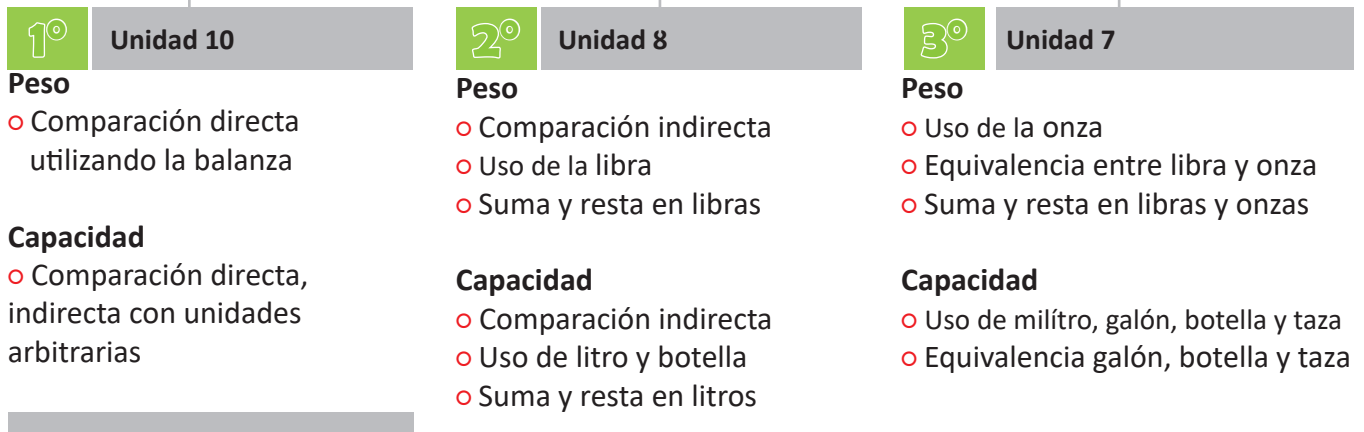 1º Unidad 10
Peso
Comparación directa
utilizando la balanza
Capacidad
Comparación directa,
indirecta con unidades
arbitrarias
2º Unidad 8
Peso
Comparación indirecta
Uso de la libra
Suma y resta en libras
Capacidad
Comparación indirecta
Uso de litro y botella
Suma y resta en litros
3º Unidad 7
Peso
Uso de la onza
Equivalencia entre libra y onza
Suma y resta en libras y onzas
Capacidad
Uso de milítro, galón, botella y taza
Equivalencia galón, botella y taza